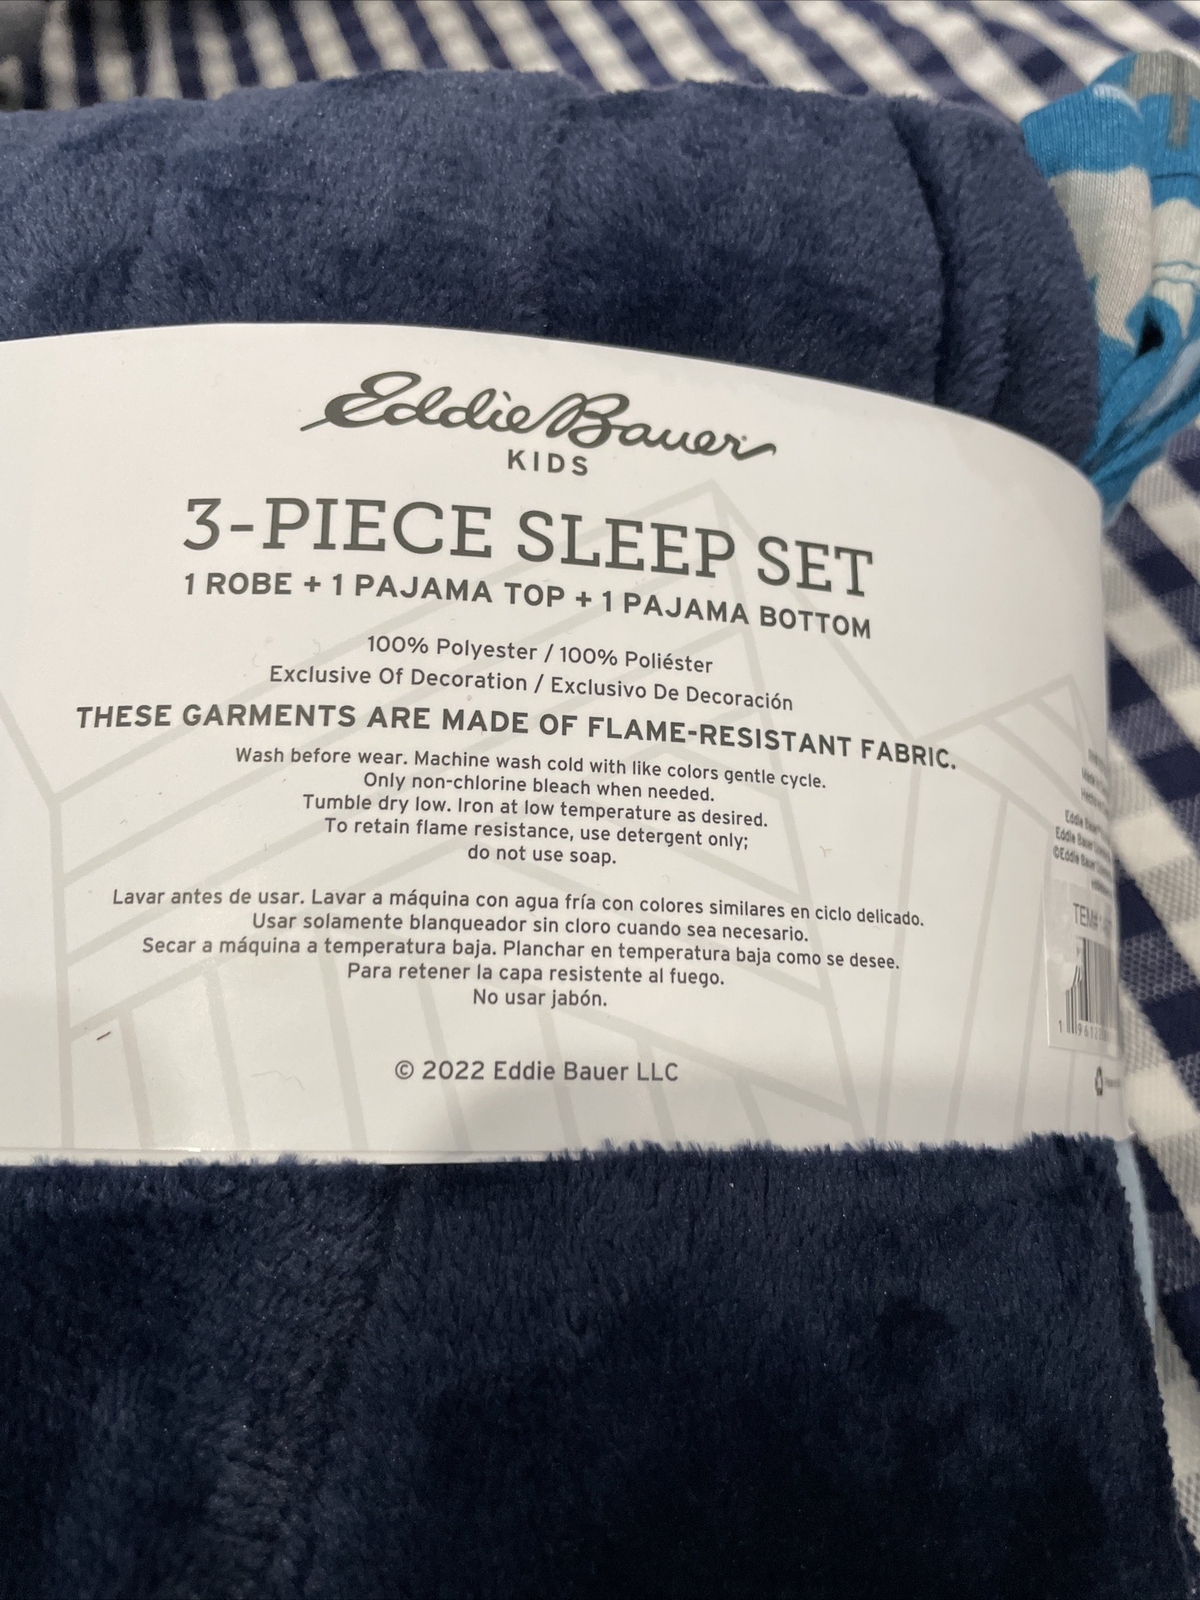 Eddie Bauer
KIDS
3-PIECE SLEEP SET
1 ROBE + 1 PAJAMA TOP + 1 PAJAMA BOTTOM
100% Polyester / 100% Poliéster
Exclusive Of Decoration / Exclusivo De Decoración
THESE GARMENTS ARE MADE OF FLAME-RESISTANT FABRIC.
Wash before wear. Machine wash cold with like colors gentle cycle.
Only non-chlorine bleach when needed.
Tumble dry low. Iron at low temperature as desired.
To retain flame resistance, use detergent only;
do not use soap.
Lavar antes de usar. Lavar a máquina con agua fría con colores similares en ciclo delicado.
Usar solamente blanqueador sin cloro cuando sea necesario.
Secar a máquina a temperatura baja. Planchar en temperatura baja como se desee.
Para retener la capa resistente al fuego.
No usar jabón.
© 2022 Eddie Bauer LLC
Eddie
Eddie Bauer
©Eddie Bauer